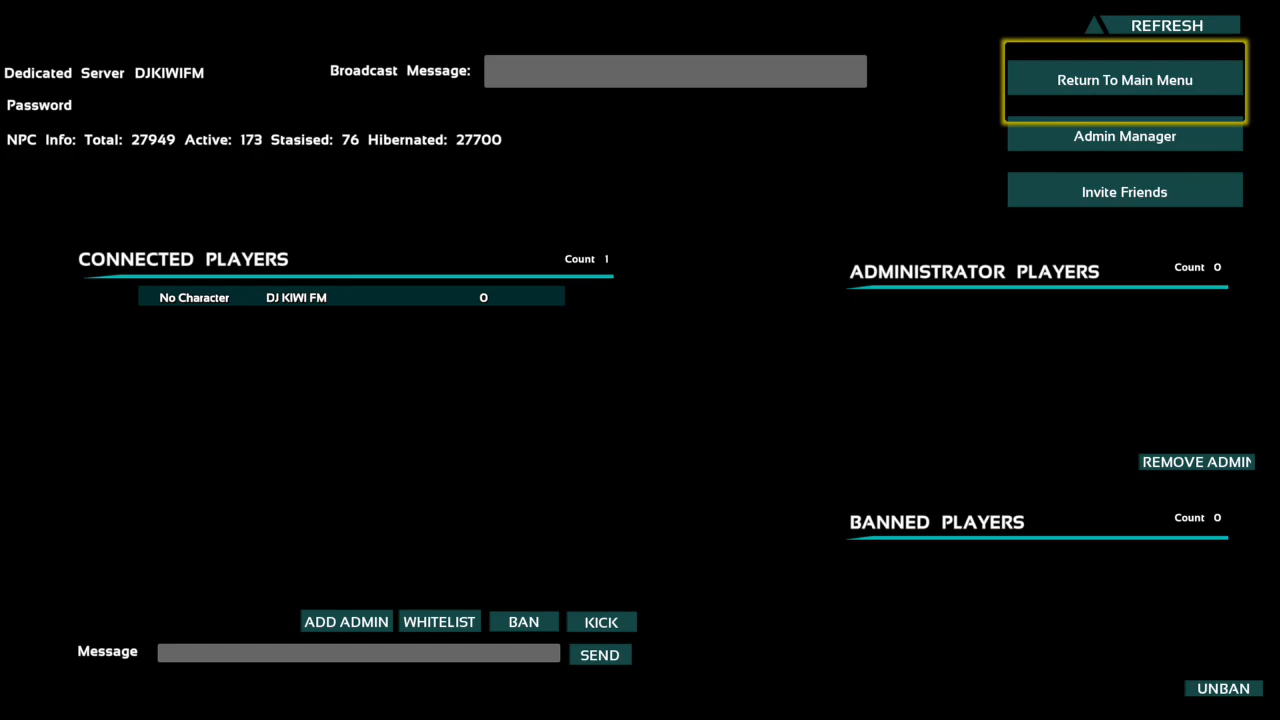 REFRESH
Dedicated Server DJKIWIFM
Broadcast Message:
Return To Main Menu
Password
NPC Info: Total: 27949 Active: 173 Stasised: 76 Hibernated: 27700
Admin Manager
Invite Friends
CONNECTED PLAYERS Count 1
No Character DJ KIWI FM 0
ADMINISTRATOR PLAYERS Count 0
REMOVE ADMIN
BANNED PLAYERS Count 0
ADD ADMIN WHITELIST BAN KICK
Message SEND
UNBAN